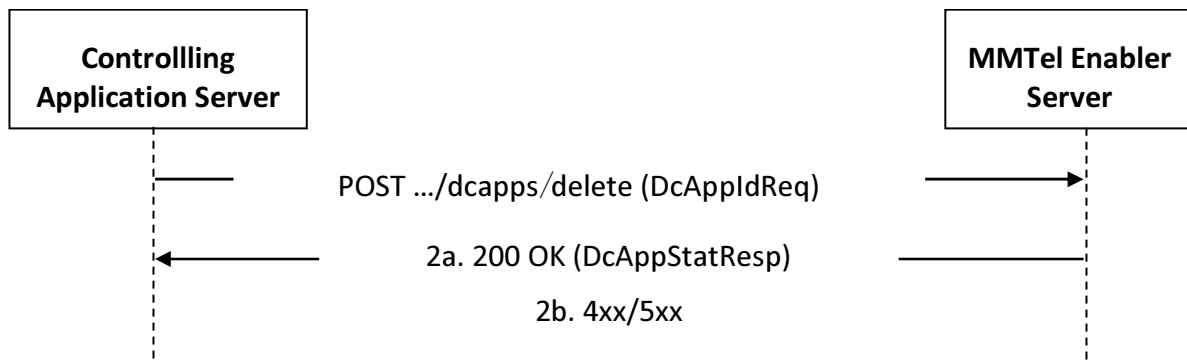 Controllling
Application Server
MMTel Enabler
Server
POST …/dcapps/delete (DcAppIdReq)
2a. 200 OK (DcAppStatResp)
2b. 4xx/5xx